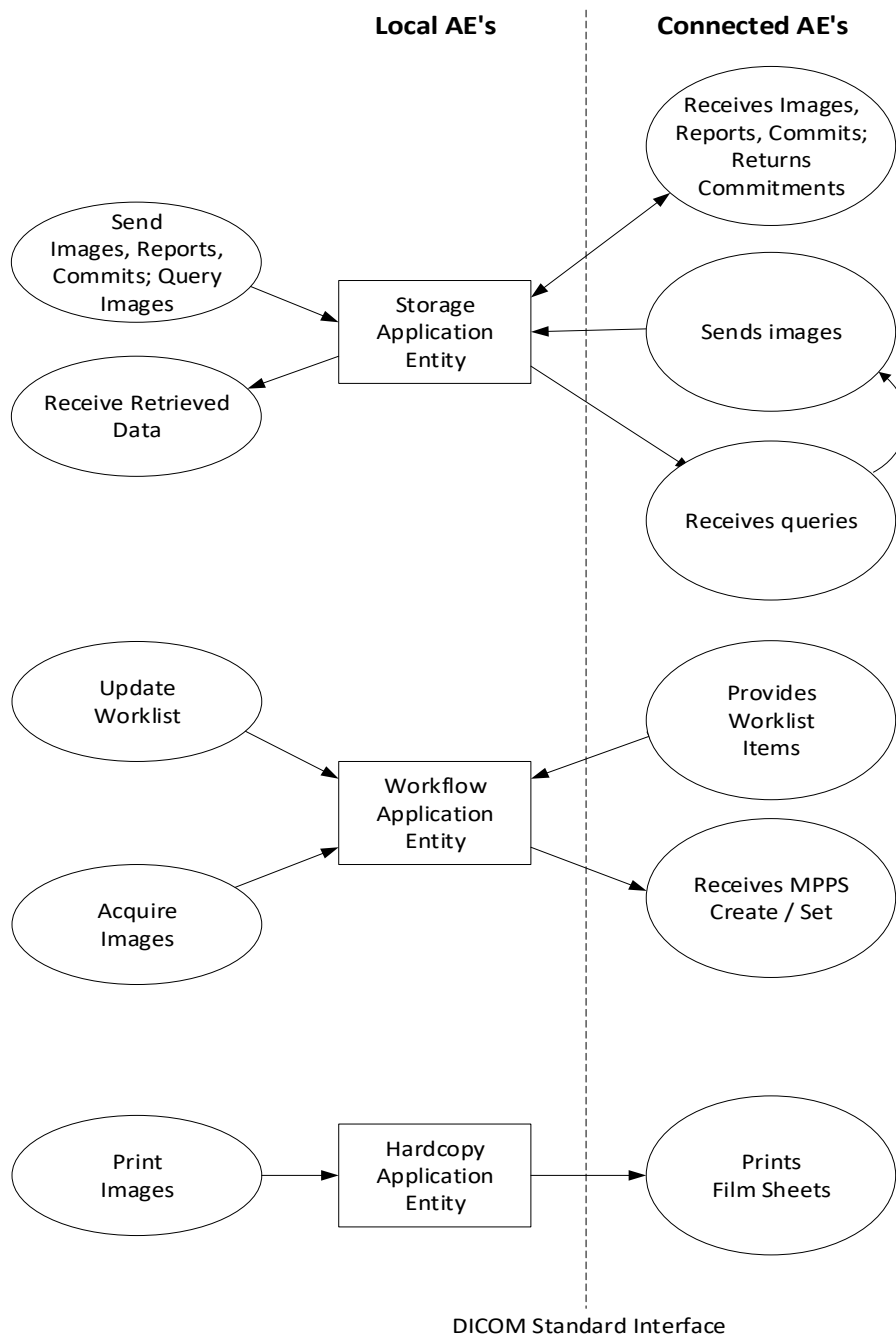 Local AE's
Connected AE's
Receives Images,
Reports, Commits;
Returns
Commitments
Send
Images, Reports,
Commits; Query
Images
Storage
Application
Entity
Sends images
Receive Retrieved
Data
Receives queries
Update
Worklist
Provides
Worklist
Items
Workflow
Application
Entity
Acquire
Images
Receives MPPS
Create / Set
Print
Images
Hardcopy
Application
Entity
Prints
Film Sheets
DICOM Standard Interface